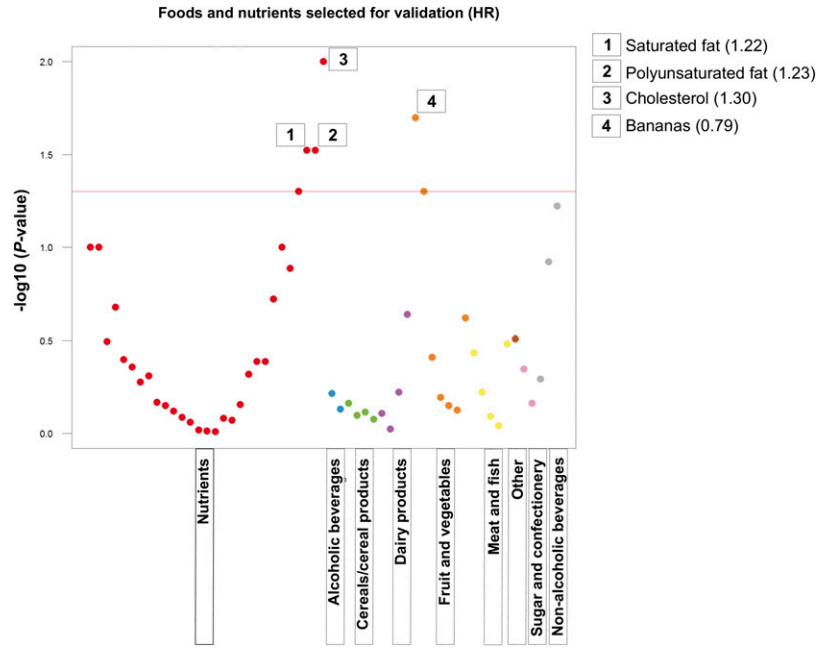 Foods and nutrients selected for validation (HR)
1 Saturated fat (1.22)
2 Polyunsaturated fat (1.23)
3 Cholesterol (1.30)
4 Bananas (0.79)
-log10 (P-value)
2.0
1.5
1.0
0.5
0.0
3
4
1
2
Nutrients
Alcoholic beverages
Cereals/cereal products
Dairy products
Fruit and vegetables
Meat and fish
Other
Sugar and confectionery
Non-alcoholic beverages